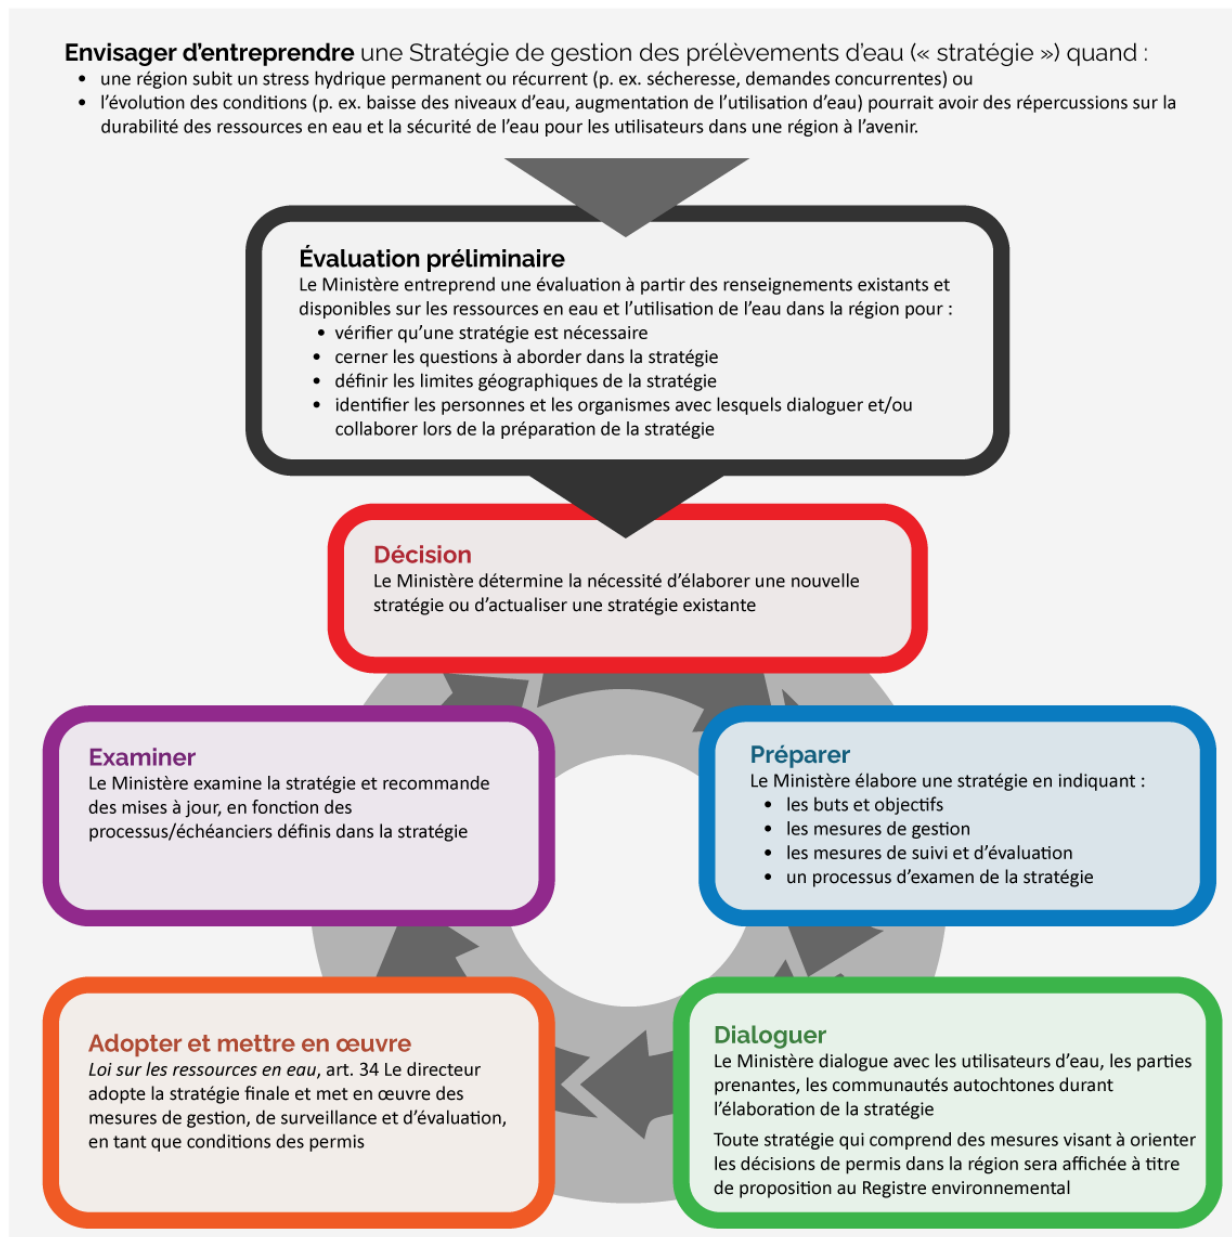 Envisager d’entreprendre une Stratégie de gestion des prélèvements d’eau (« stratégie ») quand :
• une région subit un stress hydrique permanent ou récurrent (p. ex. sécheresse, demandes concurrentes) ou
• l’évolution des conditions (p. ex. baisse des niveaux d’eau, augmentation de l’utilisation d’eau) pourrait avoir des répercussions sur la
durabilité des ressources en eau et la sécurité de l’eau pour les utilisateurs dans une région à l’avenir.
Évaluation préliminaire
Le Ministère entreprend une évaluation à partir des renseignements existants et
disponibles sur les ressources en eau et l’utilisation de l’eau dans la région pour :
• vérifier qu’une stratégie est nécessaire
• cerner les questions à aborder dans la stratégie
• définir les limites géographiques de la stratégie
• identifier les personnes et les organismes avec lesquels dialoguer et/ou
collaborer lors de la préparation de la stratégie
Décision
Le Ministère détermine la nécessité d’élaborer une nouvelle
stratégie ou d’actualiser une stratégie existante
Préparer
Le Ministère élabore une stratégie en indiquant :
• les buts et objectifs
• les mesures de gestion
• les mesures de suivi et d’évaluation
• un processus d’examen de la stratégie
Dialoguer
Le Ministère dialogue avec les utilisateurs d’eau, les parties
prenantes, les communautés autochtones durant
l’élaboration de la stratégie
Toute stratégie qui comprend des mesures visant à orienter
les décisions de permis dans la région sera affichée à titre
de proposition au Registre environnemental
Adopter et mettre en œuvre
Loi sur les ressources en eau, art. 34 Le directeur
adopte la stratégie finale et met en œuvre des
mesures de gestion, de surveillance et d’évaluation,
en tant que conditions des permis
Examiner
Le Ministère examine la stratégie et recommande
des mises à jour, en fonction des
processus/échéanciers définis dans la stratégie